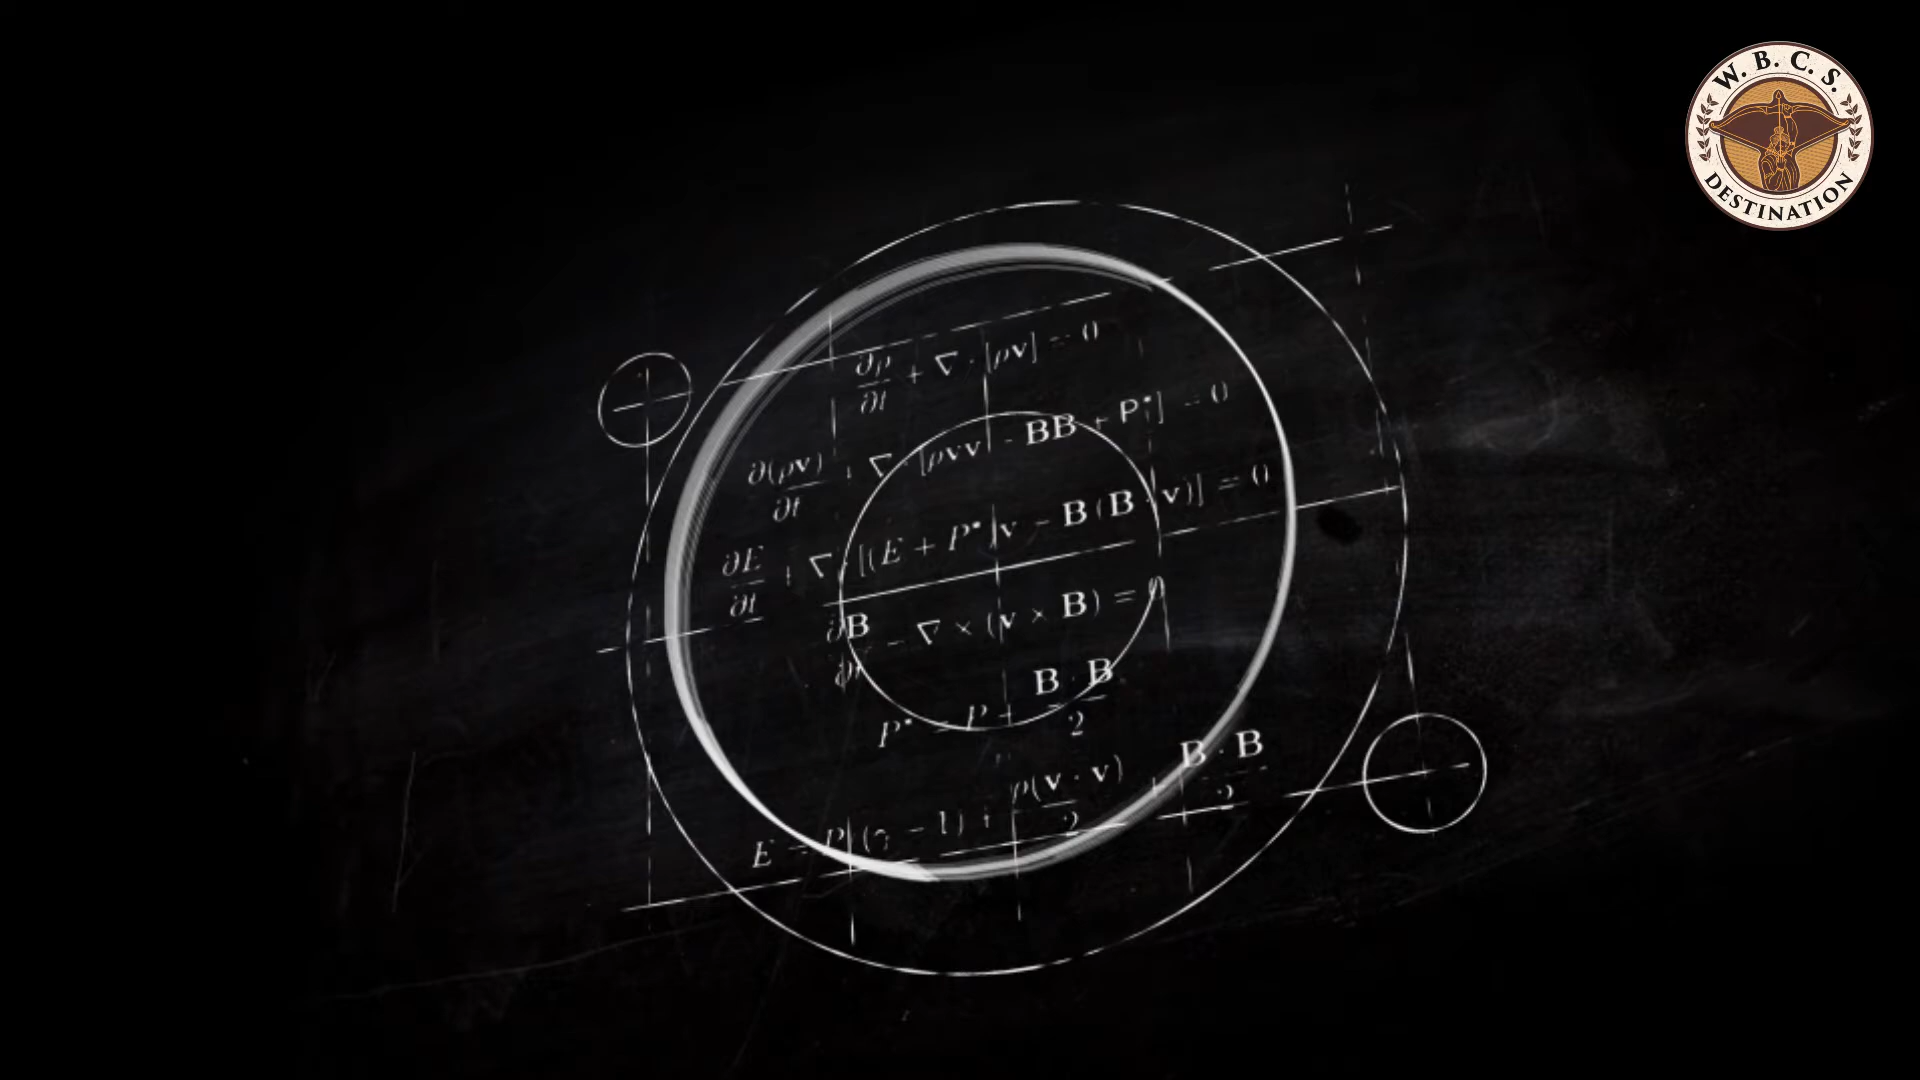 W. B. C. S.
DESTINATION
∂ρ/∂t + ∇ · [ρv] = 0
∂(ρv)/∂t + ∇ · [ρvv - BB + P*] = 0
∂E/∂t + ∇ · [(E + P*)v - B(B · v)] = 0
∂B/∂t - ∇ × (v × B) = 0
P* = P + B · B/2
E = P/(γ - 1) + ρ(v · v)/2 + B · B/2